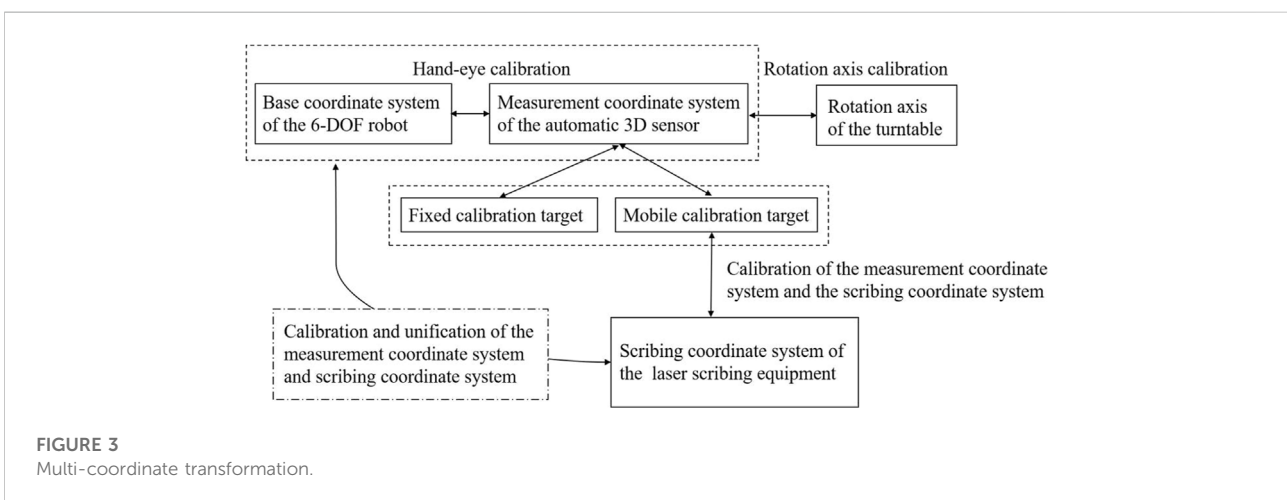 Hand-eye calibration
Rotation axis calibration
Base coordinate system
of the 6-DOF robot
Measurement coordinate system
of the automatic 3D sensor
Rotation axis
of the turntable
Fixed calibration target
Mobile calibration target
Calibration of the measurement coordinate
system and the scribing coordinate system
Calibration and unification of the
measurement coordinate system
and scribing coordinate system
Scribing coordinate system of
the laser scribing equipment
FIGURE 3
Multi-coordinate transformation.